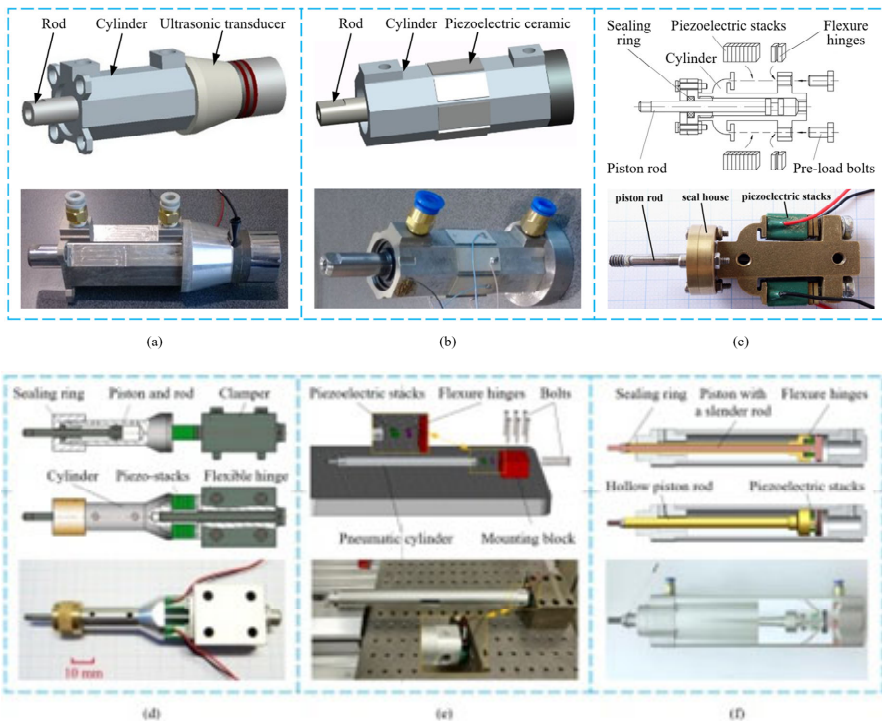 Rod Cylinder Ultrasonic transducer
Rod Cylinder Piezoelectric ceramic
Sealing ring
Piezoelectric stacks
Flexure hinges
Cylinder
Piston rod
Pre-load bolts
piston rod
seal house
piezoelectric stacks
(a)
(b)
(c)
Sealing ring
Piston and rod
Clamper
Cylinder
Piezo-stacks
Flexible hinge
10 mm
Piezoelectric stacks
Flexure hinges
Bolts
Pneumatic cylinder
Mounting block
Sealing ring
Piston with
a slender rod
Flexure hinges
Hollow piston rod
Piezoelectric stacks
(d)
(e)
(f)